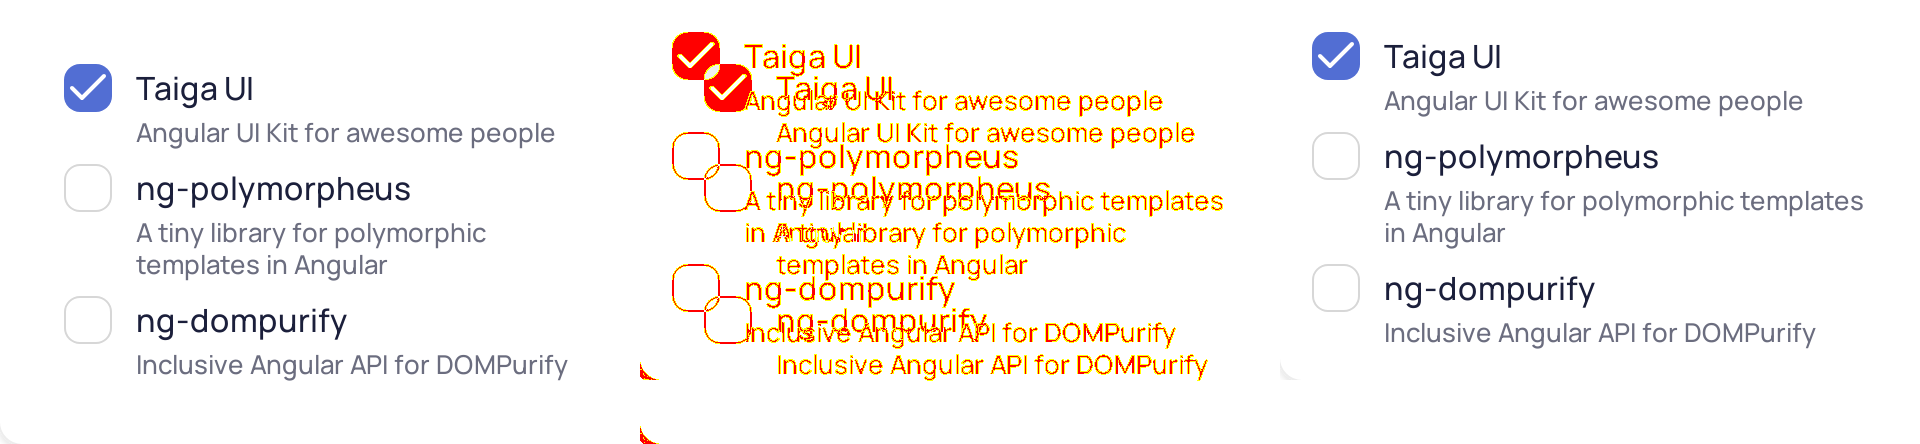 Taiga UI
Angular UI Kit for awesome people
ng-polymorpheus
A tiny library for polymorphic
templates in Angular
ng-dompurify
Inclusive Angular API for DOMPurify
Taiga UI
Taiga UI
Angular UI Kit for awesome people
Angular UI Kit for awesome people
ng-polymorpheus
ng-polymorpheus
A tiny library for polymorphic templates
in Angular
A tiny library for polymorphic
templates in Angular
ng-dompurify
ng-dompurify
Inclusive Angular API for DOMPurify
Inclusive Angular API for DOMPurify
Taiga UI
Angular UI Kit for awesome people
ng-polymorpheus
A tiny library for polymorphic templates
in Angular
ng-dompurify
Inclusive Angular API for DOMPurify